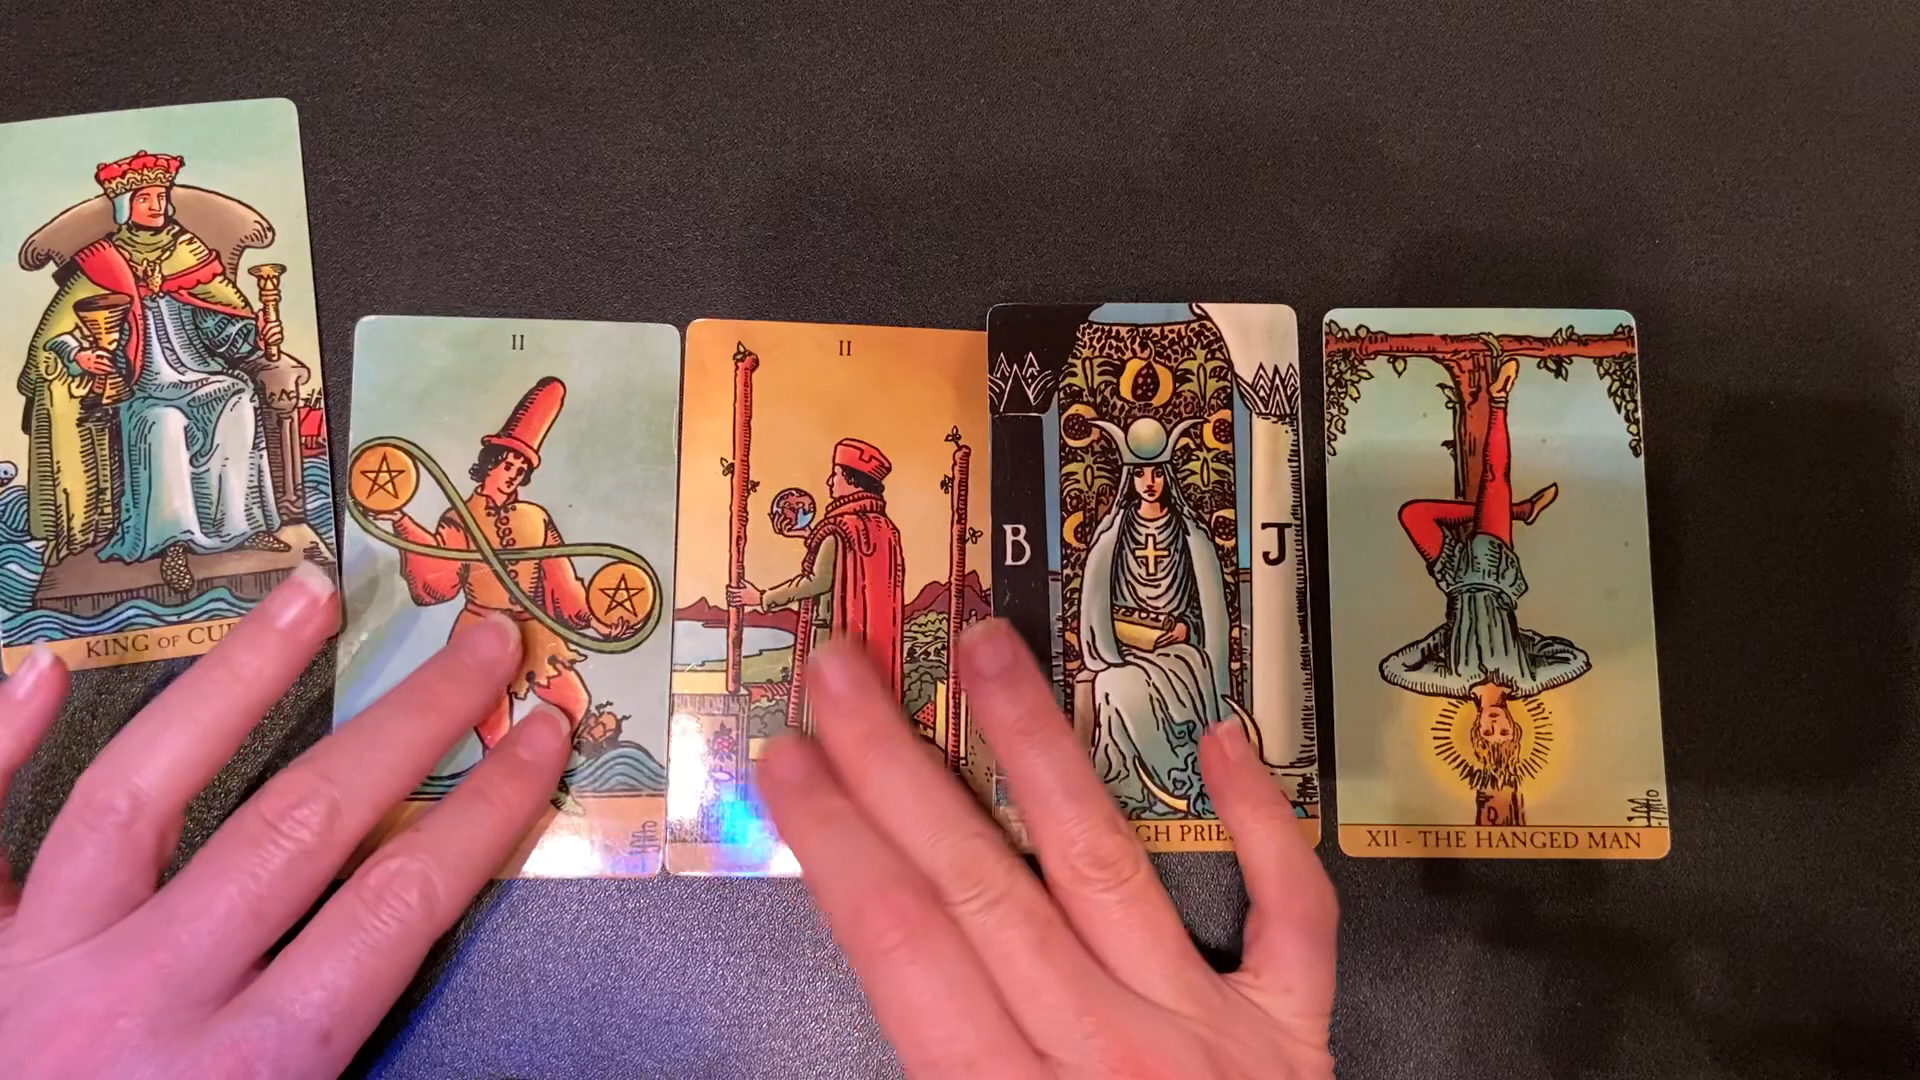 II
II
B
J
KING OF CU
GH PRIE
XII - THE HANGED MAN